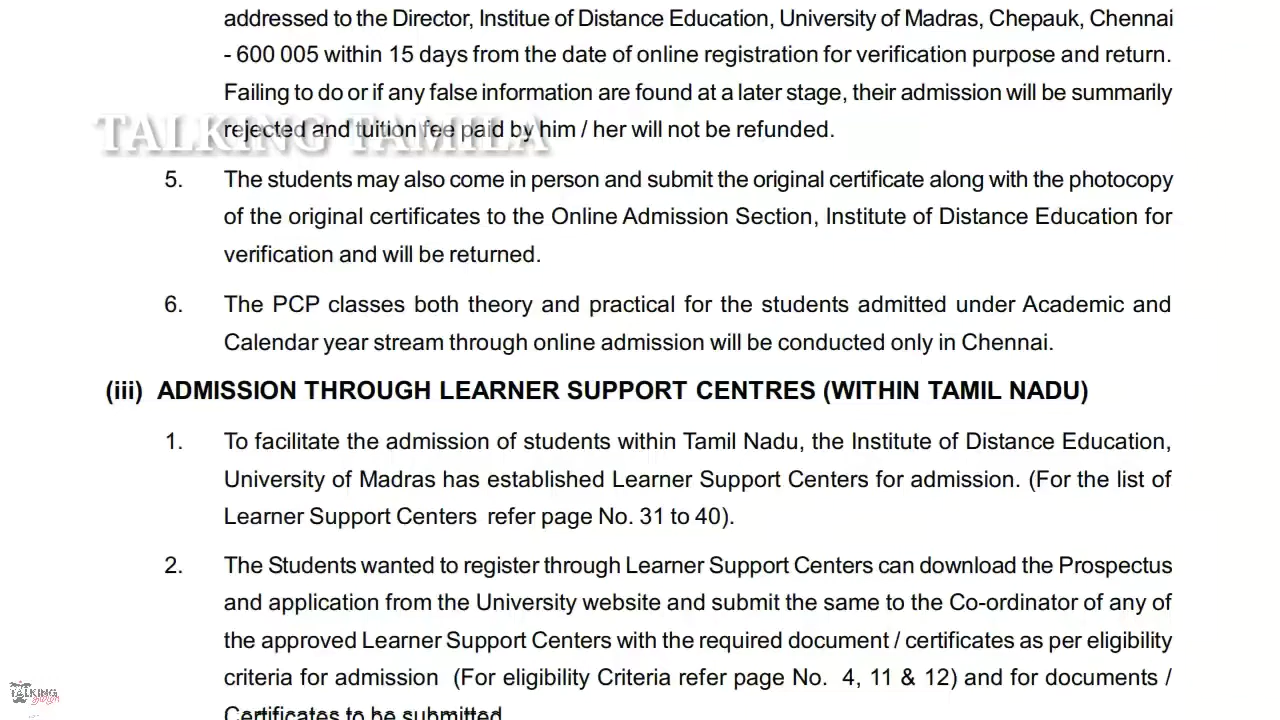 addressed to the Director, Institue of Distance Education, University of Madras, Chepauk, Chennai
- 600 005 within 15 days from the date of online registration for verification purpose and return.
Failing to do or if any false information are found at a later stage, their admission will be summarily
rejected and tuition fee paid by him / her will not be refunded.
TALKING TAMILA
5. The students may also come in person and submit the original certificate along with the photocopy
of the original certificates to the Online Admission Section, Institute of Distance Education for
verification and will be returned.
6. The PCP classes both theory and practical for the students admitted under Academic and
Calendar year stream through online admission will be conducted only in Chennai.
(iii) ADMISSION THROUGH LEARNER SUPPORT CENTRES (WITHIN TAMIL NADU)
1. To facilitate the admission of students within Tamil Nadu, the Institute of Distance Education,
University of Madras has established Learner Support Centers for admission. (For the list of
Learner Support Centers refer page No. 31 to 40).
2. The Students wanted to register through Learner Support Centers can download the Prospectus
and application from the University website and submit the same to the Co-ordinator of any of
the approved Learner Support Centers with the required document / certificates as per eligibility
criteria for admission (For eligibility Criteria refer page No. 4, 11 & 12) and for documents /
Certificates to be submitted
TALKING